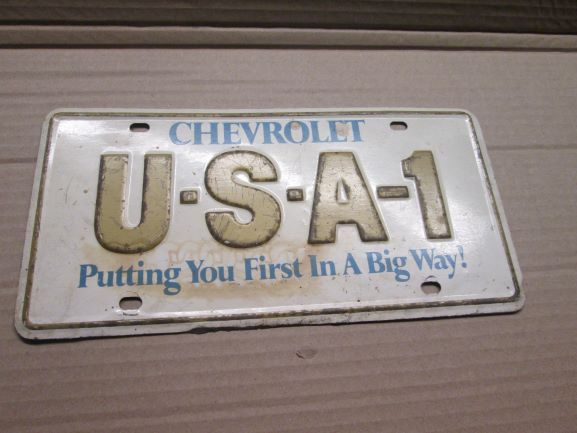 CHEVROLET
U-S-A-1
Putting You First In A Big Way!